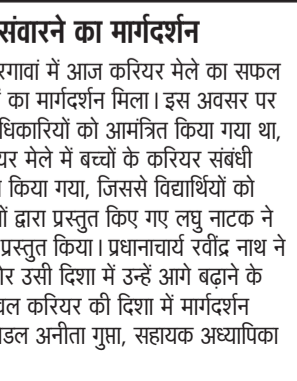 संवारने का मार्गदर्शन
रगावां में आज करियर मेले का सफल
का मार्गदर्शन मिला। इस अवसर पर
धिकारियों को आमंत्रित किया गया था,
यर मेले में बच्चों के करियर संबंधी
किया गया, जिससे विद्यार्थियों को
ों द्वारा प्रस्तुत किए गए लघु नाटक ने
प्रस्तुत किया। प्रधानाचार्य रवींद्र नाथ ने
उसी दिशा में उन्हें आगे बढ़ाने के
वल करियर की दिशा में मार्गदर्शन
डल अनीता गुप्ता, सहायक अध्यापिका